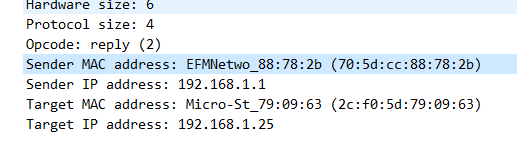 Hardware size: 6
Protocol size: 4
Opcode: reply (2)
Sender MAC address: EFMNetwo_88:78:2b (70:5d:cc:88:78:2b)
Sender IP address: 192.168.1.1
Target MAC address: Micro-St_79:09:63 (2c:f0:5d:79:09:63)
Target IP address: 192.168.1.25